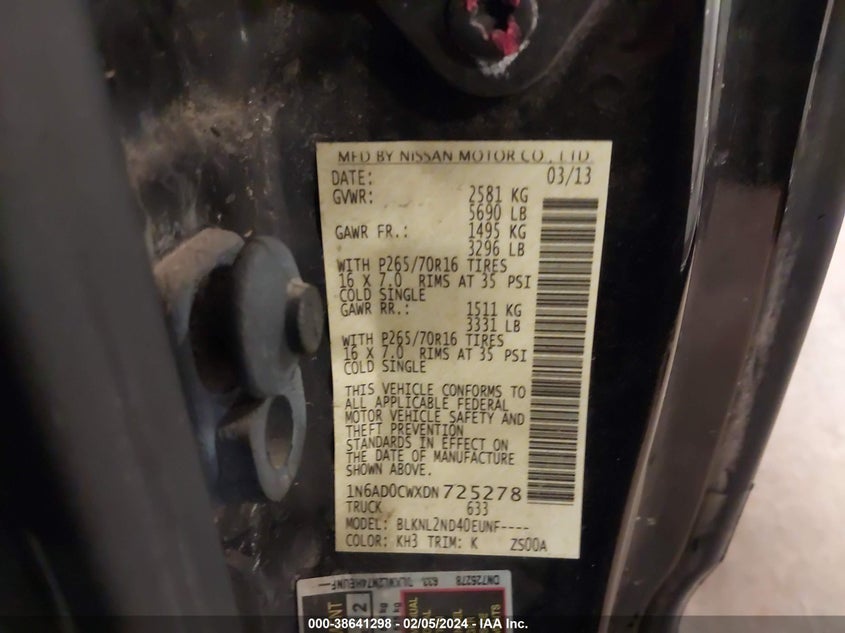 MFD BY NISSAN MOTOR CO., LTD.
DATE: 03/13
GVWR: 2581 KG
5690 LB
GAWR FR.: 1495 KG
3296 LB
WITH P265/70R16 TIRES
16 X 7.0 RIMS AT 35 PSI
COLD SINGLE
GAWR RR.: 1511 KG
3331 LB
WITH P265/70R16 TIRES
16 X 7.0 RIMS AT 35 PSI
COLD SINGLE
THIS VEHICLE CONFORMS TO
ALL APPLICABLE FEDERAL
MOTOR VEHICLE SAFETY AND
THEFT PREVENTION
STANDARDS IN EFFECT ON
THE DATE OF MANUFACTURE
SHOWN ABOVE.
1N6AD0CWXDN725278
TRUCK 633
MODEL: BLKNL2ND40EUNF----
COLOR: KH3 TRIM: K ZS00A
DN725278 633
000-38641298 - 02/05/2024 - IAA Inc.